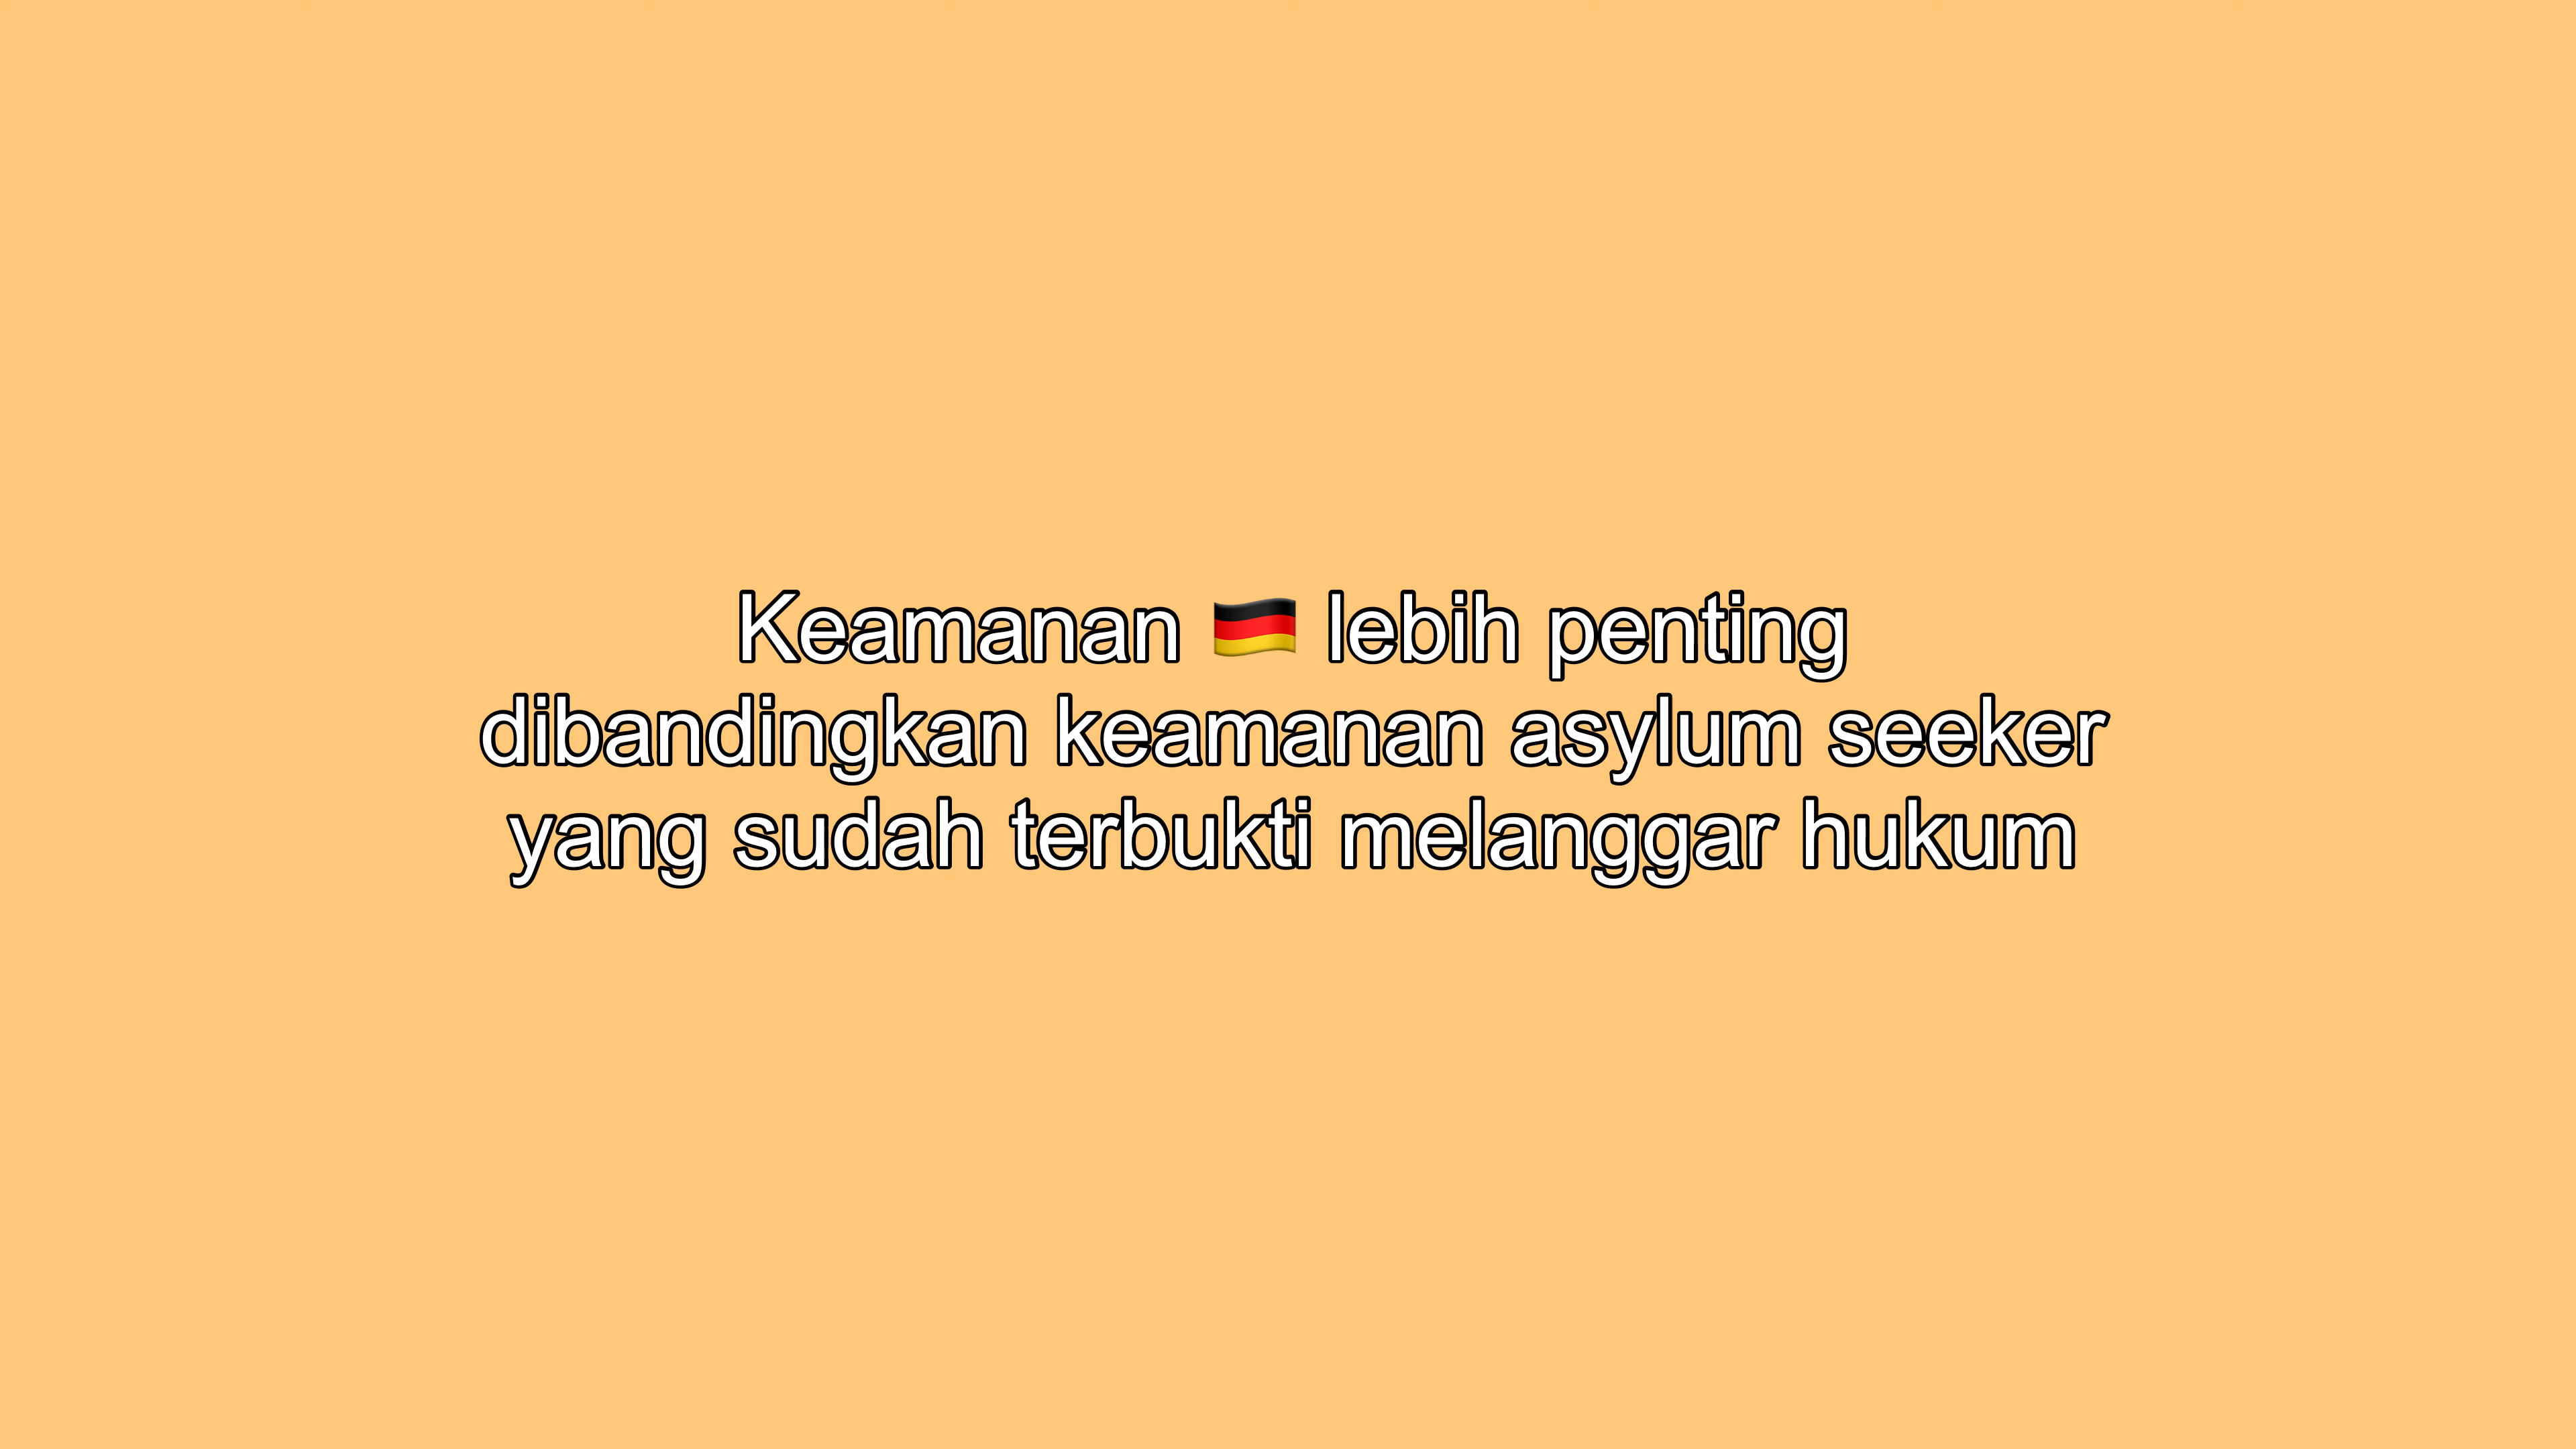 Keamanan 🇩🇪 lebih penting
dibandingkan keamanan asylum seeker
yang sudah terbukti melanggar hukum